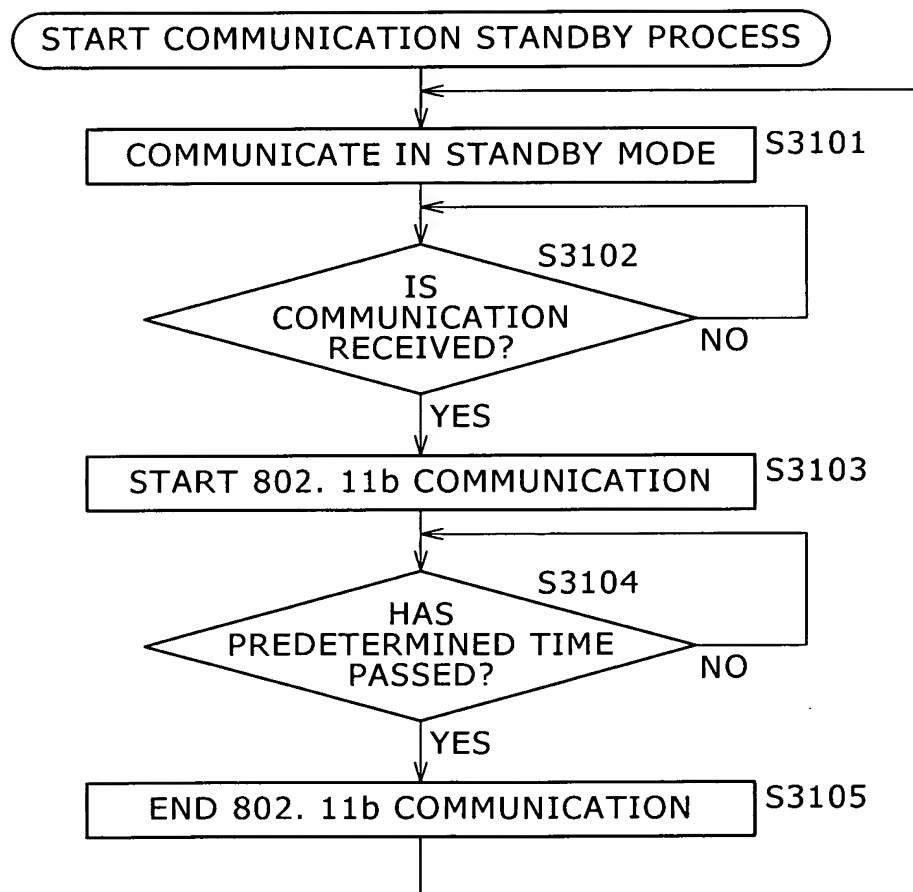 START COMMUNICATION STANDBY PROCESS
COMMUNICATE IN STANDBY MODE
S3101
S3102
IS
COMMUNICATION
RECEIVED?
NO
YES
START 802. 11b COMMUNICATION
S3103
S3104
HAS
PREDETERMINED TIME
PASSED?
NO
YES
END 802. 11b COMMUNICATION
S3105